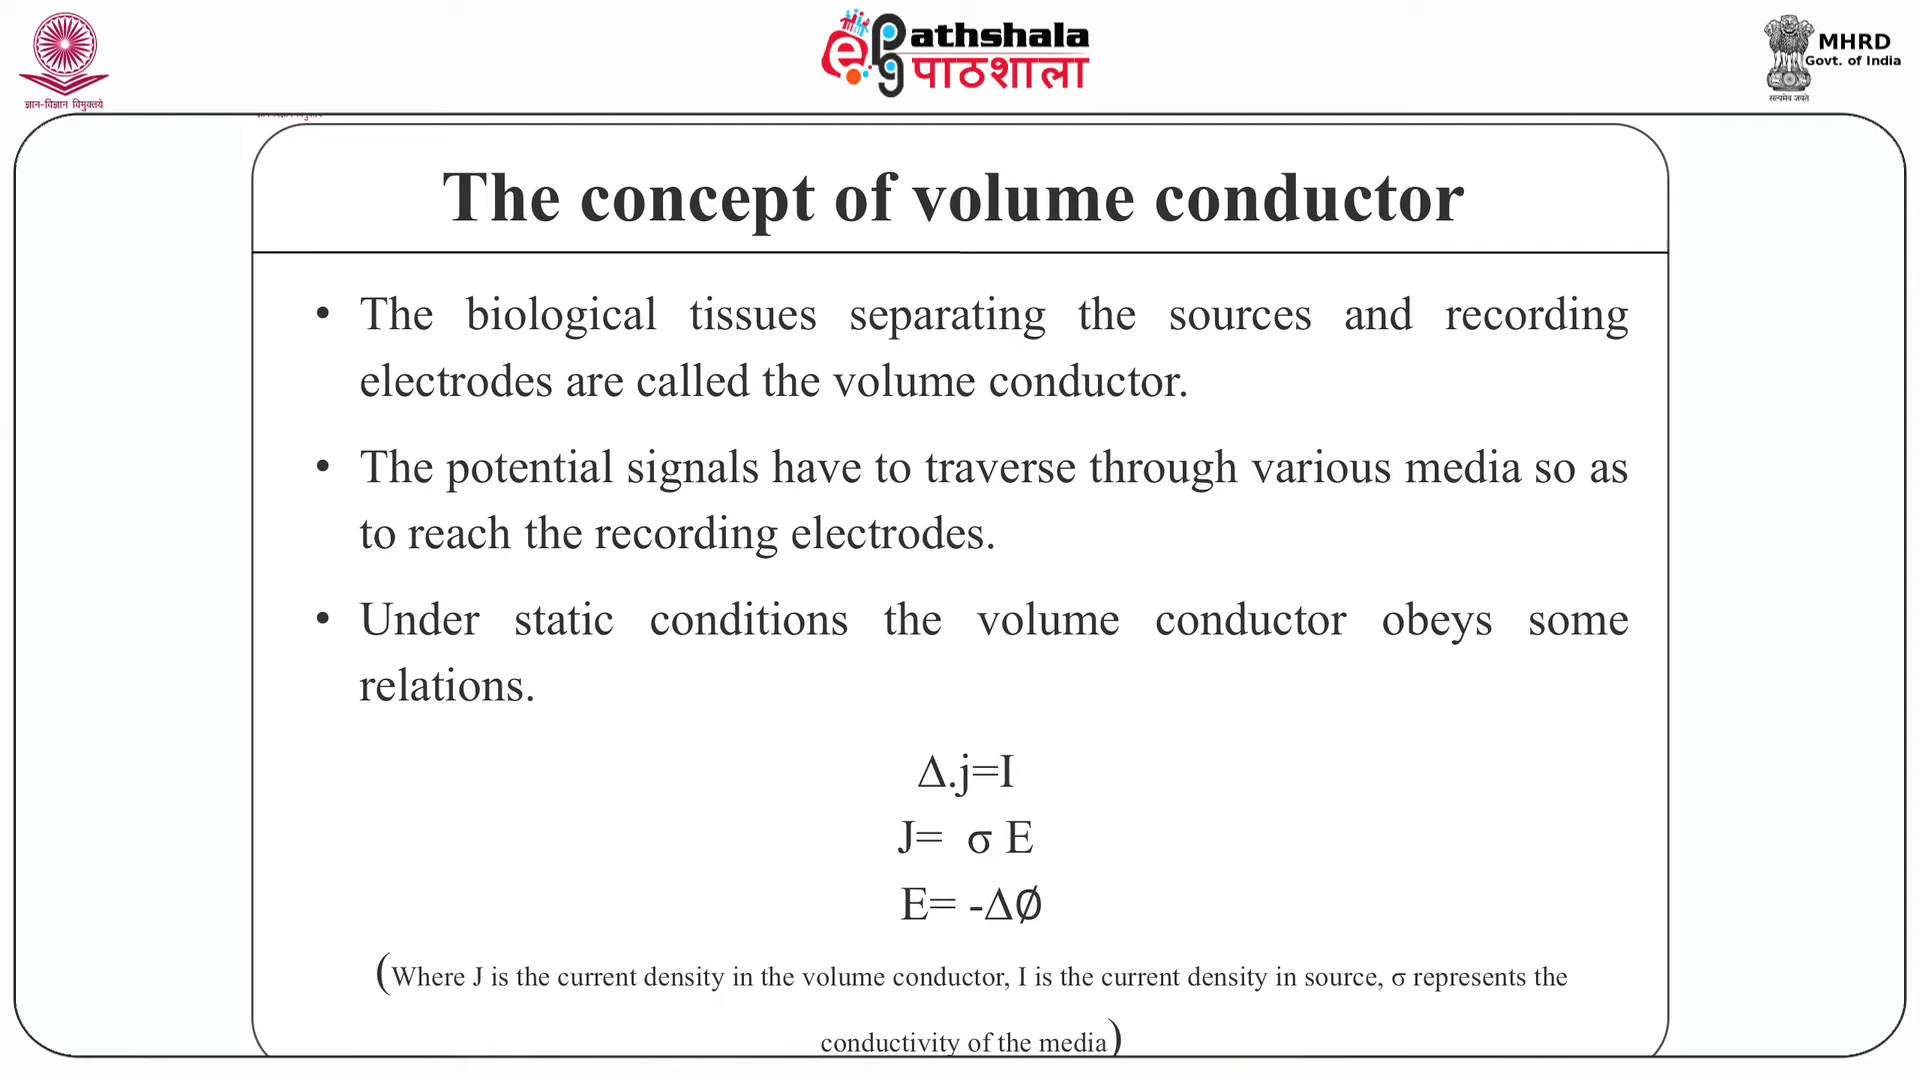 ज्ञान-विज्ञान विमुक्तये
athshala
पाठशाला
MHRD
Govt. of India
सत्यमेव जयते
The concept of volume conductor
• The biological tissues separating the sources and recording
electrodes are called the volume conductor.
• The potential signals have to traverse through various media so as
to reach the recording electrodes.
• Under static conditions the volume conductor obeys some
relations.
Δ.j=I
J= σ E
E= -Δ∅
(Where J is the current density in the volume conductor, I is the current density in source, σ represents the
conductivity of the media)